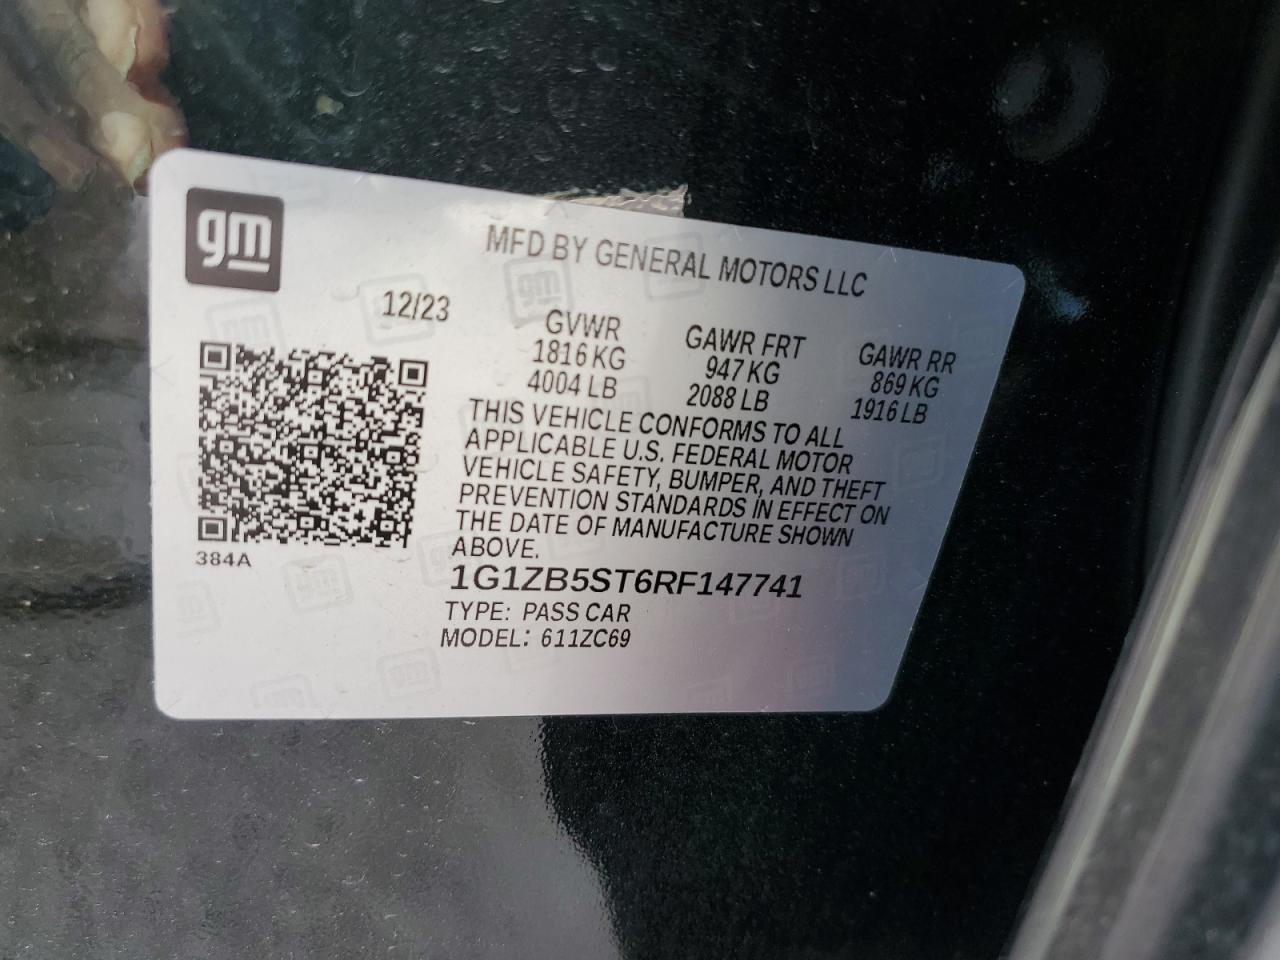 gm
MFD BY GENERAL MOTORS LLC
12/23
GVWR
1816 KG
4004 LB
GAWR FRT
947 KG
2088 LB
GAWR RR
869 KG
1916 LB
THIS VEHICLE CONFORMS TO ALL
APPLICABLE U.S. FEDERAL MOTOR
VEHICLE SAFETY, BUMPER, AND THEFT
PREVENTION STANDARDS IN EFFECT ON
THE DATE OF MANUFACTURE SHOWN
ABOVE.
384A
1G1ZB5ST6RF147741
TYPE: PASS CAR
MODEL: 611ZC69